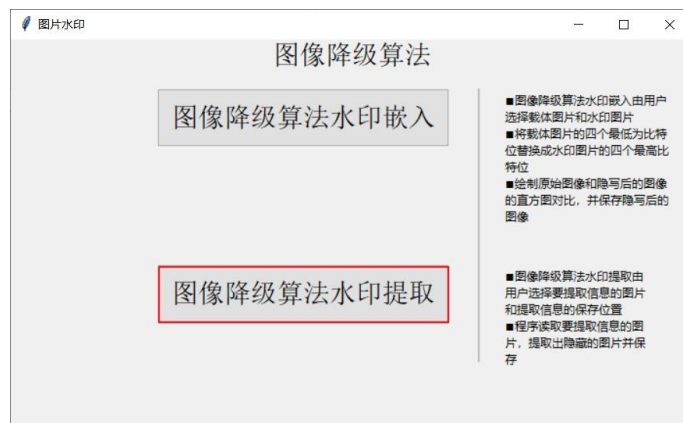 图片水印
图像降级算法
图像降级算法水印嵌入
■图像降级算法水印嵌入由用户
选择载体图片和水印图片
■将载体图片的四个最低为比特
位替换成水印图片的四个最高比
特位
■绘制原始图像和隐写后的图像
的直方图对比，并保存隐写后的
图像
图像降级算法水印提取
■图像降级算法水印提取由
用户选择要提取信息的图片
和提取信息的保存位置
■程序读取要提取信息的图
片，提取出隐藏的图片并保
存